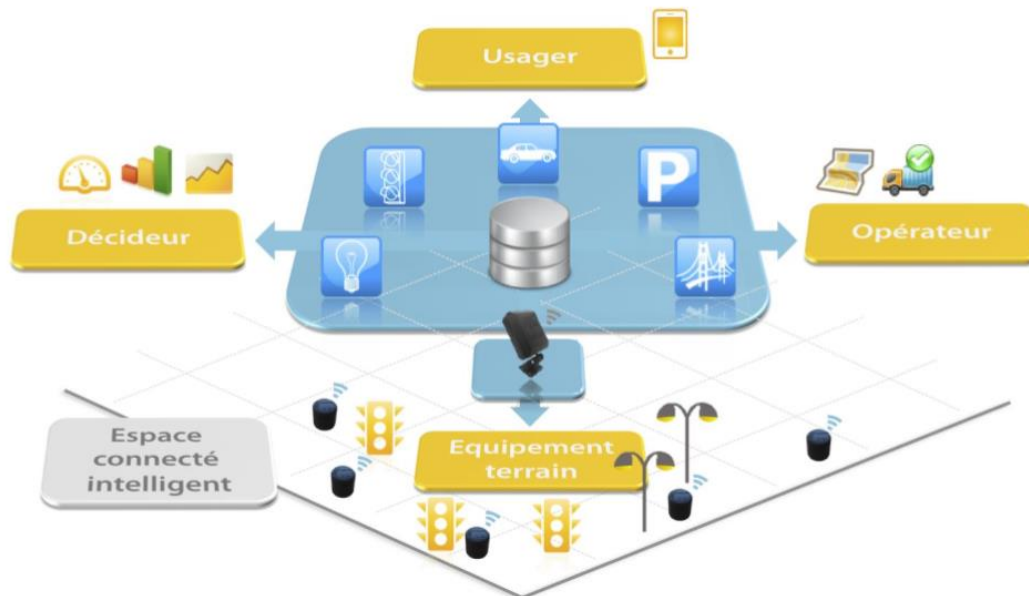 Usager
P
Décideur
Opérateur
Espace
connecté
intelligent
Equipement
terrain